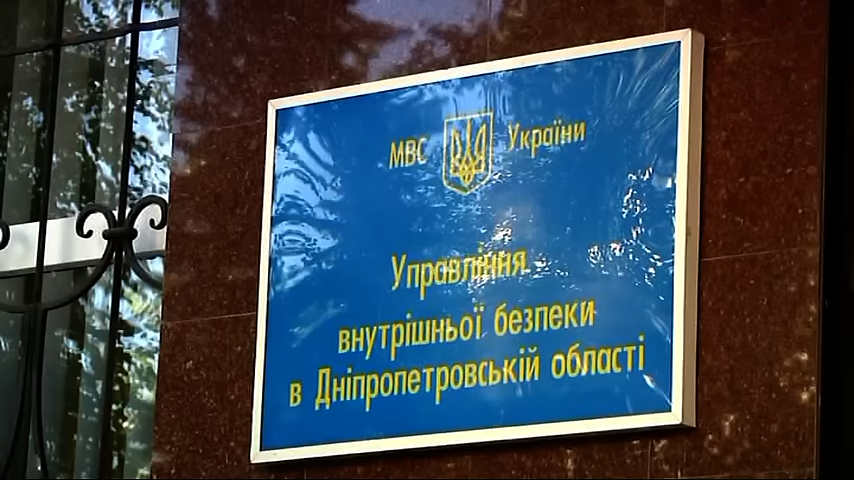 МВС України
Управління
внутрішньої безпеки
в Дніпропетровській області